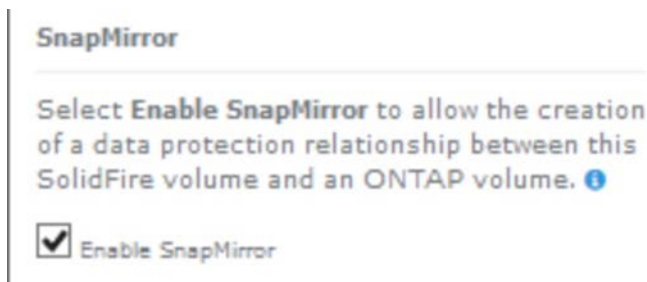 SnapMirror
Select Enable SnapMirror to allow the creation
of a data protection relationship between this
SolidFire volume and an ONTAP volume.
Enable SnapMirror